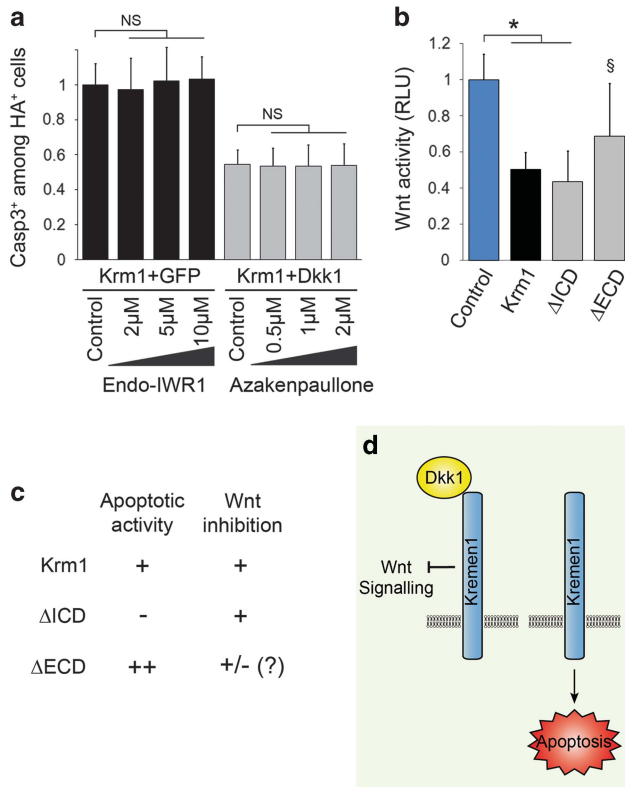 a
NS
Casp3⁺ among HA⁺ cells
1
0.8
0.6
0.4
0.2
0
NS
Krm1+GFP
Krm1+Dkk1
Control
2µM
5µM
10µM
Control
0.5µM
1µM
2µM
Endo-IWR1
Azakenpaullone
b
Wnt activity (RLU)
1.2
1
0.8
0.6
0.4
0.2
0
*
§
Control
Krm1
ΔICD
ΔECD
c
Apoptotic
activity
Wnt
inhibition
Krm1 + +
ΔICD - +
ΔECD ++ +/- (?)
d
Dkk1
Kremen1
Wnt
Signalling
Kremen1
Apoptosis